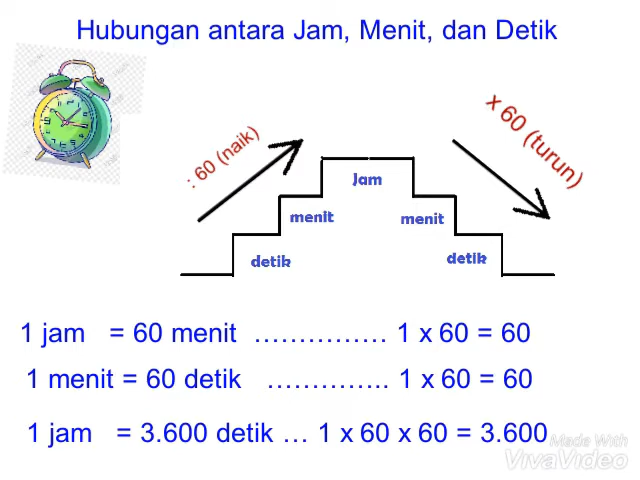 Hubungan antara Jam, Menit, dan Detik
: 60 (naik)
x 60 (turun)
Jam
menit
menit
detik
detik
1 jam = 60 menit …………… 1 x 60 = 60
1 menit = 60 detik ………….. 1 x 60 = 60
1 jam = 3.600 detik … 1 x 60 x 60 = 3.600
Made With
VivaVideo